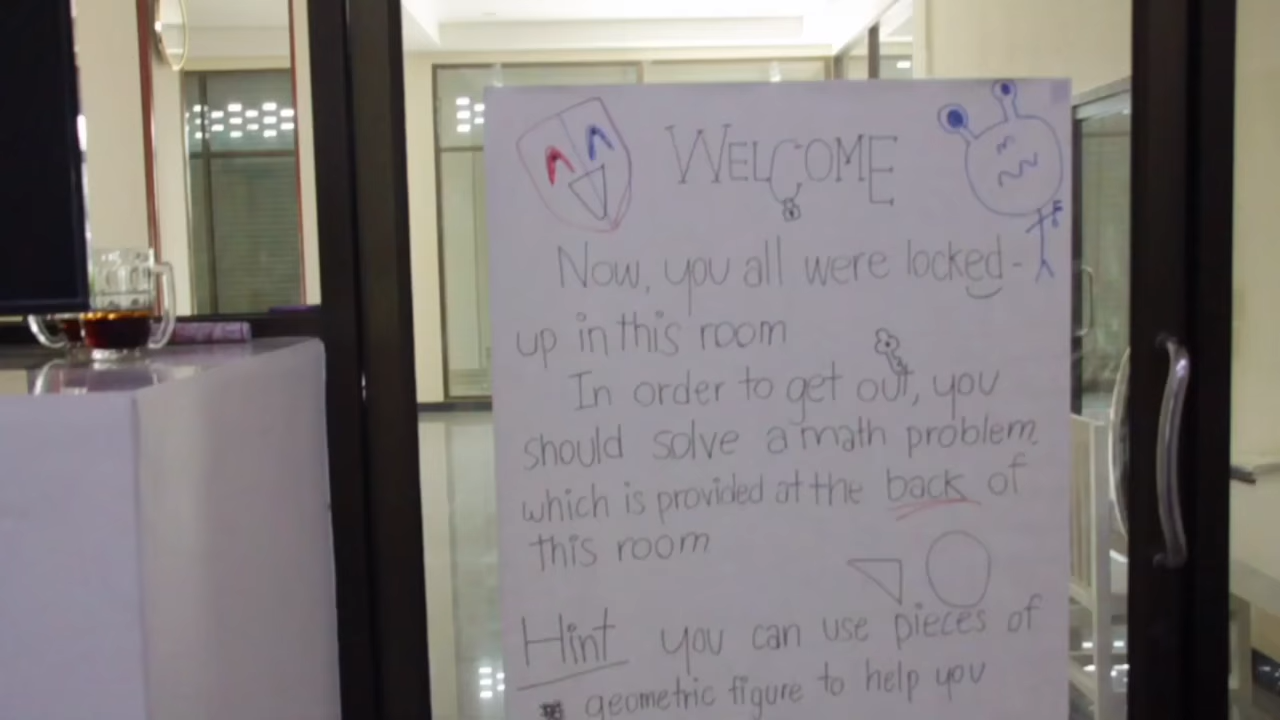 WELCOME
Now, you all were locked-
up in this room
In order to get out, you
should solve a math problem
which is provided at the back of
this room
Hint you can use pieces of
geometric figure to help you